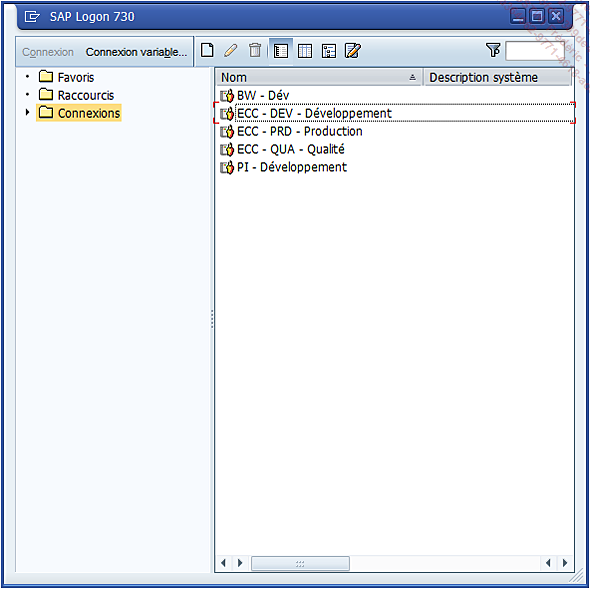 SAP Logon 730
Connexion Connexion variable...
Favoris
Raccourcis
Connexions
Nom Description système
BW - Dév
ECC - DEV - Développement
ECC - PRD - Production
ECC - QUA - Qualité
PI - Développement